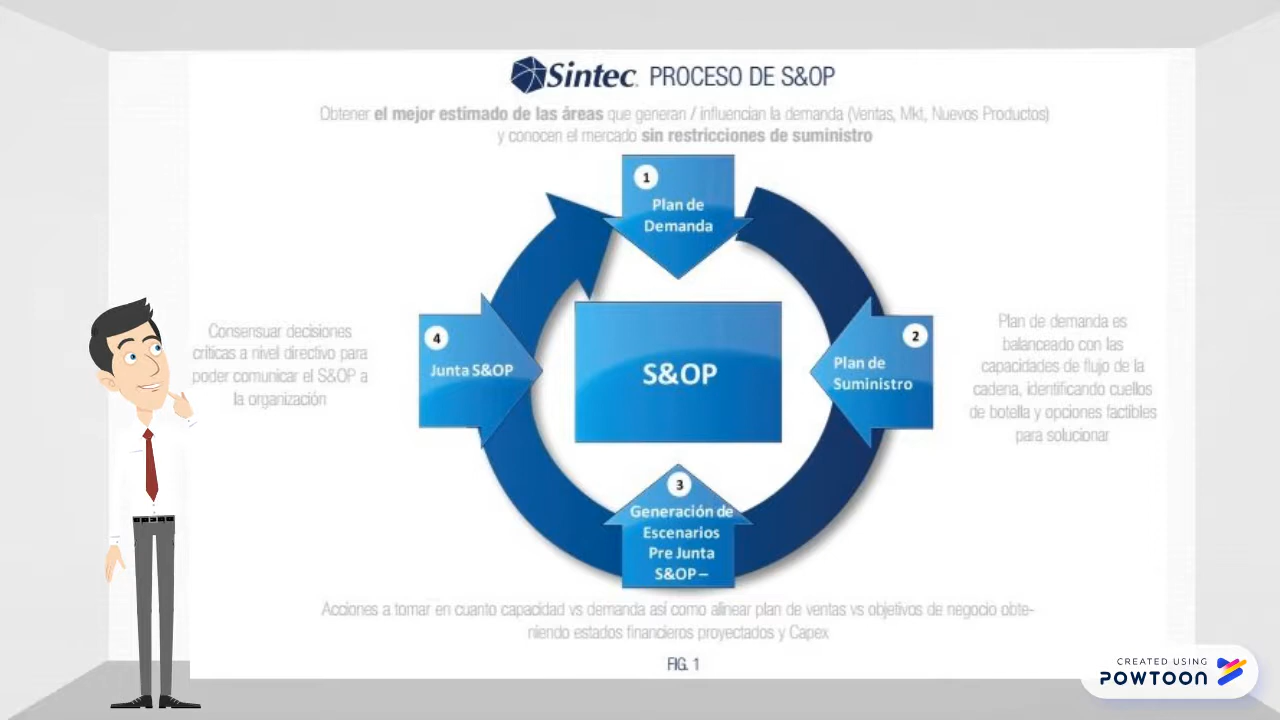 Sintec. PROCESO DE S&OP
Obtener el mejor estimado de las áreas que generan / influencian la demanda (Ventas, Mkt, Nuevos Productos)
y conocen el mercado sin restricciones de suministro
1
Plan de
Demanda
2
Plan de
Suministro
Plan de demanda es
balanceado con las
capacidades de flujo de la
cadena, identificando cuellos
de botella y opciones factibles
para solucionar
S&OP
4
Junta S&OP
Consensuar decisiones
críticas a nivel directivo para
poder comunicar el S&OP a
la organización
3
Generación de
Escenarios
Pre Junta
S&OP –
Acciones a tomar en cuanto capacidad vs demanda así como alinear plan de ventas vs objetivos de negocio obte-
niendo estados financieros proyectados y Capex
FIG. 1
CREATED USING
POWTOON